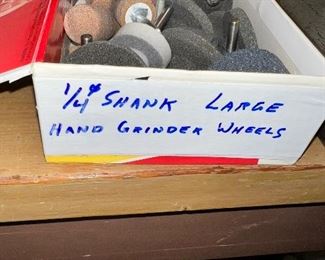 1/4" SHANK LARGE
HAND GRINDER WHEELS